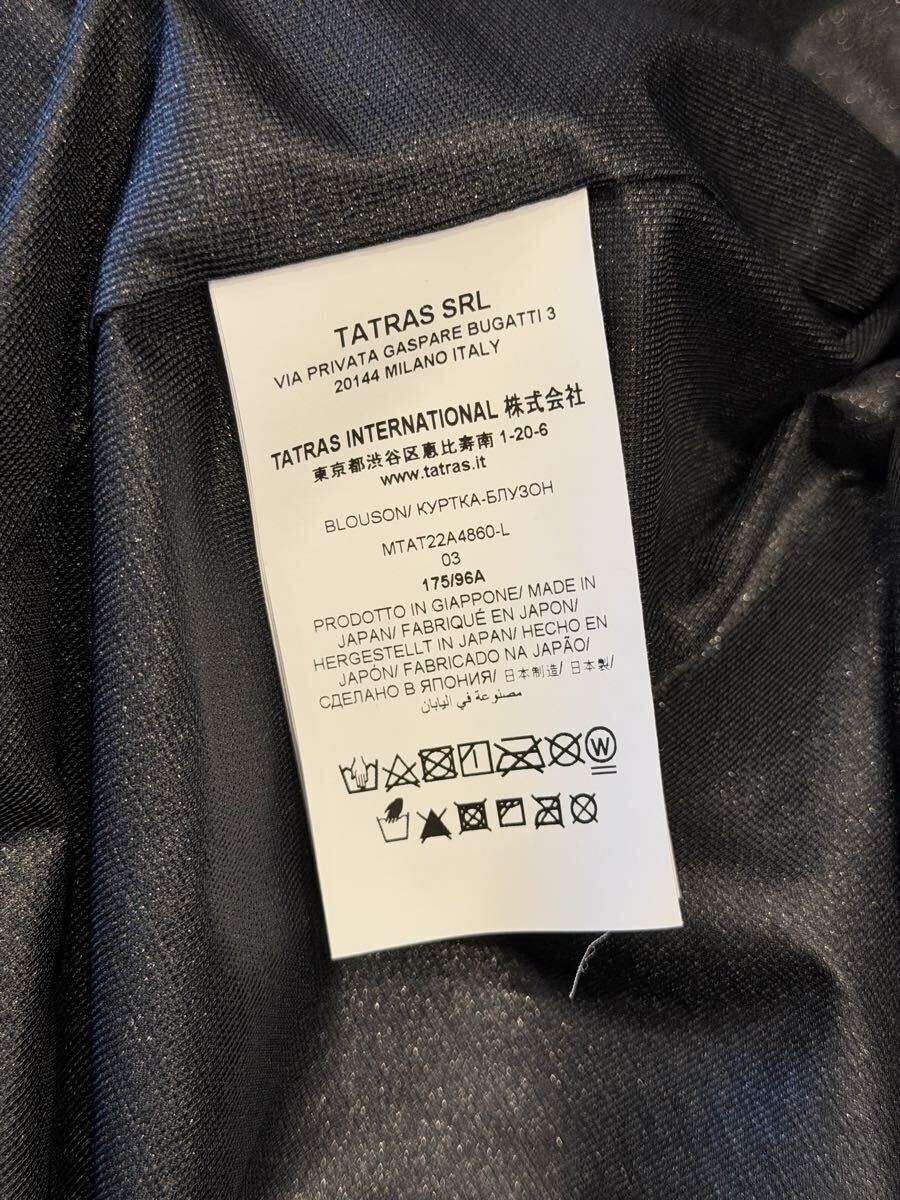 TATRAS SRL
VIA PRIVATA GASPARE BUGATTI 3
20144 MILANO ITALY
TATRAS INTERNATIONAL 株式会社
東京都渋谷区恵比寿南 1-20-6
www.tatras.it
BLOUSON/ КУРТКА-БЛУЗОН
MTAT22A4860-L
03
175/96A
PRODOTTO IN GIAPPONE/ MADE IN
JAPAN/ FABRIQUÉ EN JAPON/
HERGESTELLT IN JAPAN/ HECHO EN
JAPÓN/ FABRICADO NA JAPÃO/
СДЕЛАНО В ЯПОНИЯ/ 日本制造/ 日本製/
مصنوعة في اليابان
W